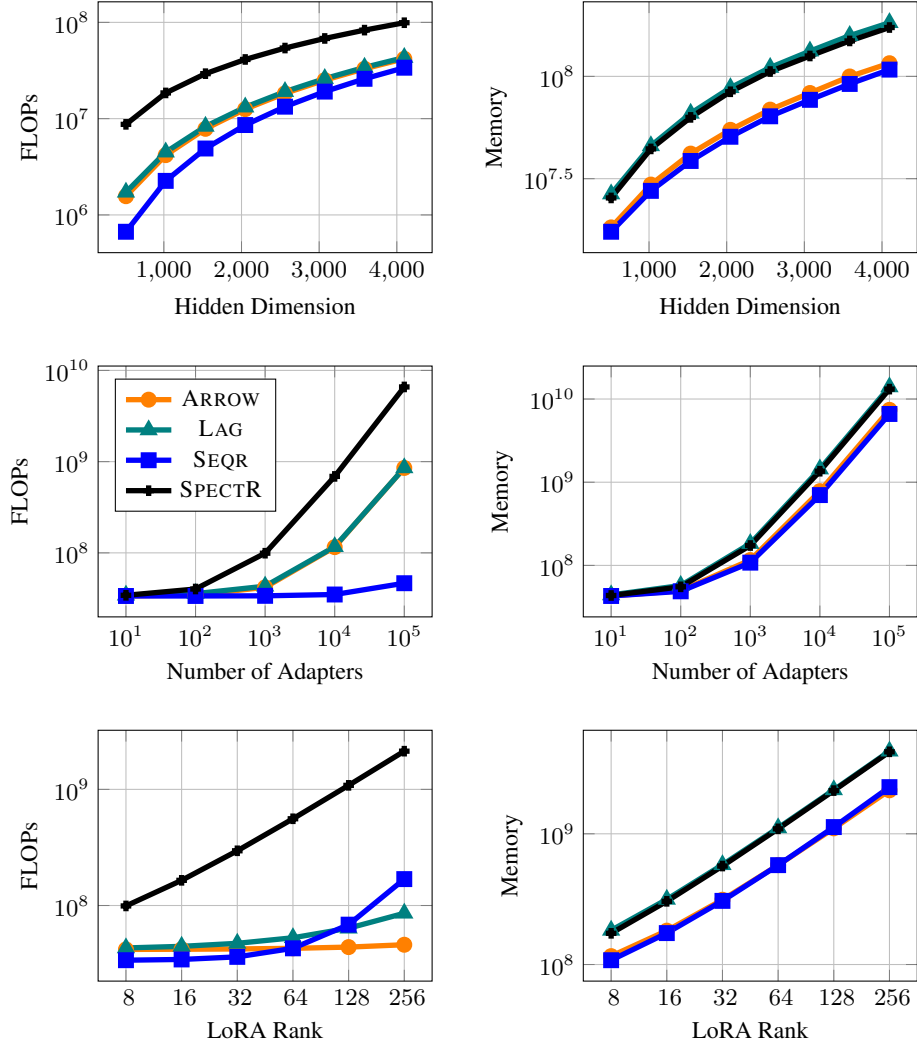 FLOPs
10^8
10^7
10^6
1,000 2,000 3,000 4,000
Hidden Dimension
Memory
10^8
10^7.5
1,000 2,000 3,000 4,000
Hidden Dimension
FLOPs
10^10
10^9
10^8
ARROW
LAG
SEQR
SPECTR
10^1 10^2 10^3 10^4 10^5
Number of Adapters
Memory
10^10
10^9
10^8
10^1 10^2 10^3 10^4 10^5
Number of Adapters
FLOPs
10^9
10^8
8 16 32 64 128 256
LoRA Rank
Memory
10^9
10^8
8 16 32 64 128 256
LoRA Rank